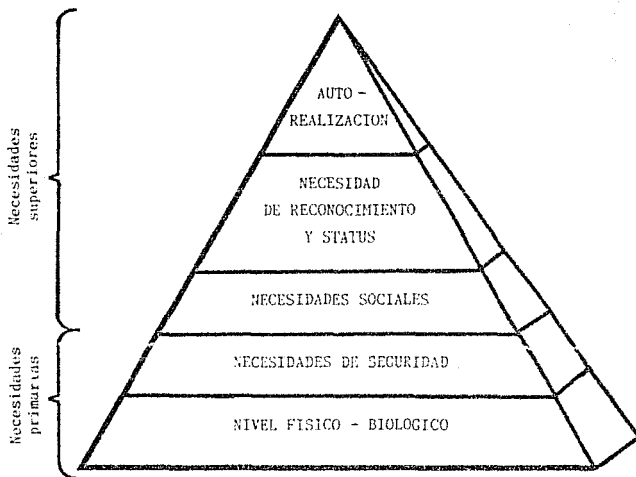 AUTO -
REALIZACION
NECESIDAD
DE RECONOCIMIENTO
Y STATUS
NECESIDADES SOCIALES
NECESIDADES DE SEGURIDAD
NIVEL FISICO - BIOLOGICO
Necesidades
superiores
Necesidades
primarias